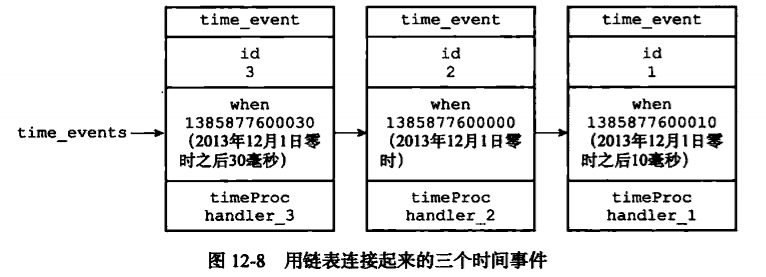 time_event
time_event
time_event
id
3
id
2
id
1
time_events
when
1385877600030
(2013年12月1日零
时之后30毫秒)
when
1385877600000
(2013年12月1日零
时)
when
1385877600010
(2013年12月1日零
时之后10毫秒)
timeProc
handler_3
timeProc
handler_2
timeProc
handler_1
图 12-8 用链表连接起来的三个时间事件